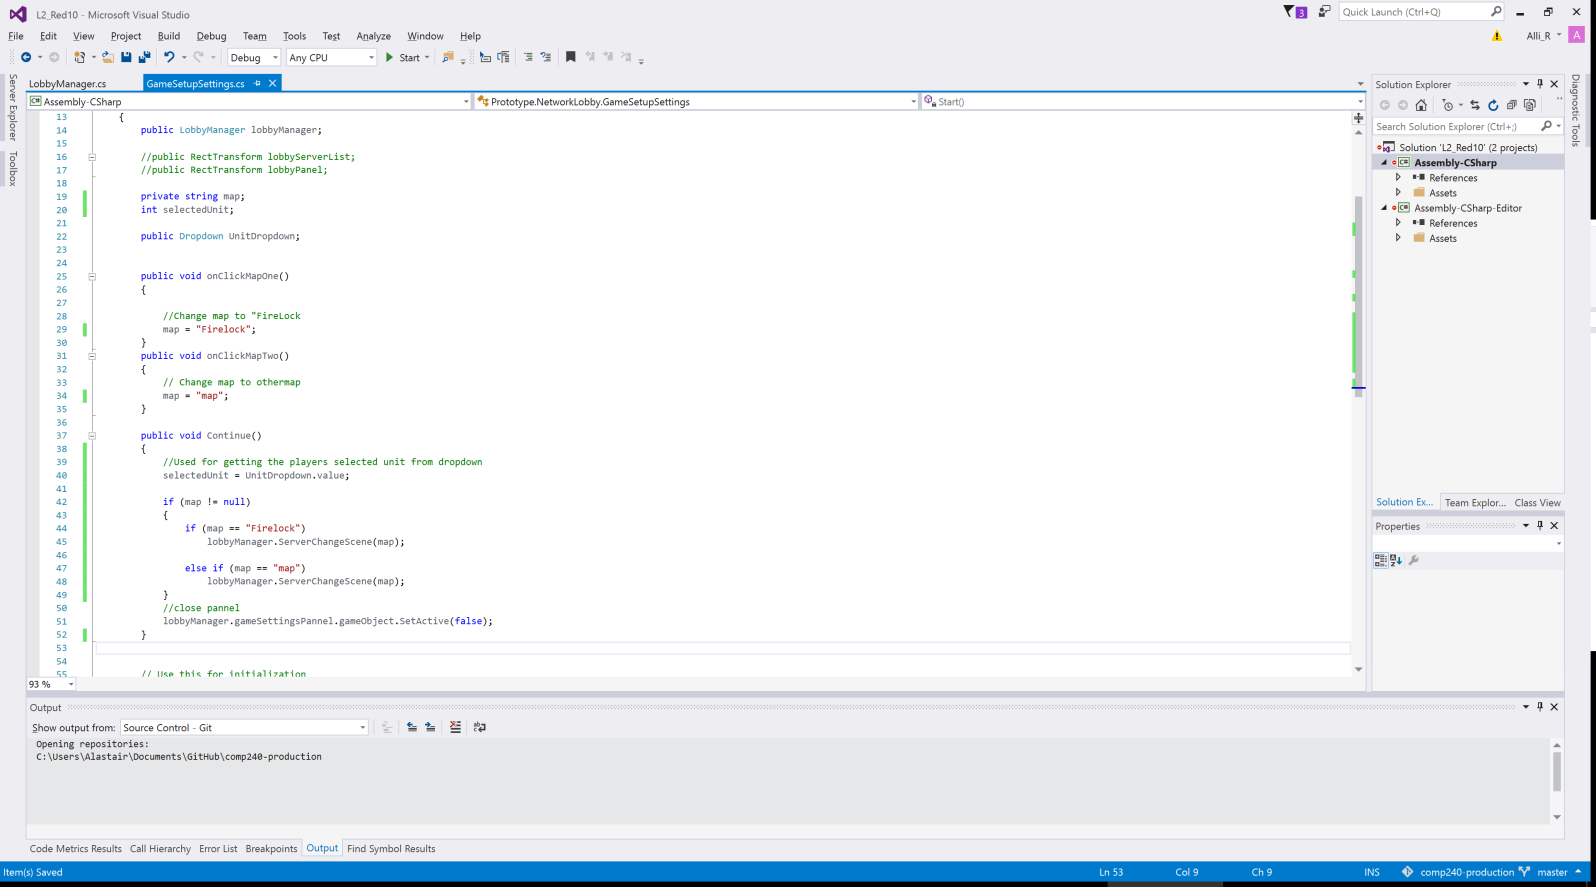 L2_Red10 - Microsoft Visual Studio
3
Quick Launch (Ctrl+Q)
File Edit View Project Build Debug Team Tools Test Analyze Window Help
Alli_R
A
Debug
Any CPU
Start
Server Explorer
Toolbox
LobbyManager.cs
GameSetupSettings.cs
C# Assembly-CSharp
Prototype.NetworkLobby.GameSetupSettings
Start()
13 {
14 public LobbyManager lobbyManager;
15
16 //public RectTransform lobbyServerList;
17 //public RectTransform lobbyPanel;
18
19 private string map;
20 int selectedUnit;
21
22 public Dropdown UnitDropdown;
23
24
25 public void onClickMapOne()
26 {
27
28 //Change map to "FireLock
29 map = "Firelock";
30 }
31 public void onClickMapTwo()
32 {
33 // Change map to othermap
34 map = "map";
35 }
36
37 public void Continue()
38 {
39 //Used for getting the players selected unit from dropdown
40 selectedUnit = UnitDropdown.value;
41
42 if (map != null)
43 {
44 if (map == "Firelock")
45 lobbyManager.ServerChangeScene(map);
46
47 else if (map == "map")
48 lobbyManager.ServerChangeScene(map);
49 }
50 //close pannel
51 lobbyManager.gameSettingsPannel.gameObject.SetActive(false);
52 }
53
54
55 // Use this for initialization
93 %
Solution Explorer
Search Solution Explorer (Ctrl+;)
Solution 'L2_Red10' (2 projects)
C# Assembly-CSharp
References
Assets
C# Assembly-CSharp-Editor
References
Assets
Solution Ex... Team Explor... Class View
Properties
Diagnostic Tools
Output
Show output from: Source Control - Git
Opening repositories:
C:\Users\Alastair\Documents\GitHub\comp240-production
Code Metrics Results Call Hierarchy Error List Breakpoints Output Find Symbol Results
Item(s) Saved
Ln 53 Col 9 Ch 9 INS comp240-production master